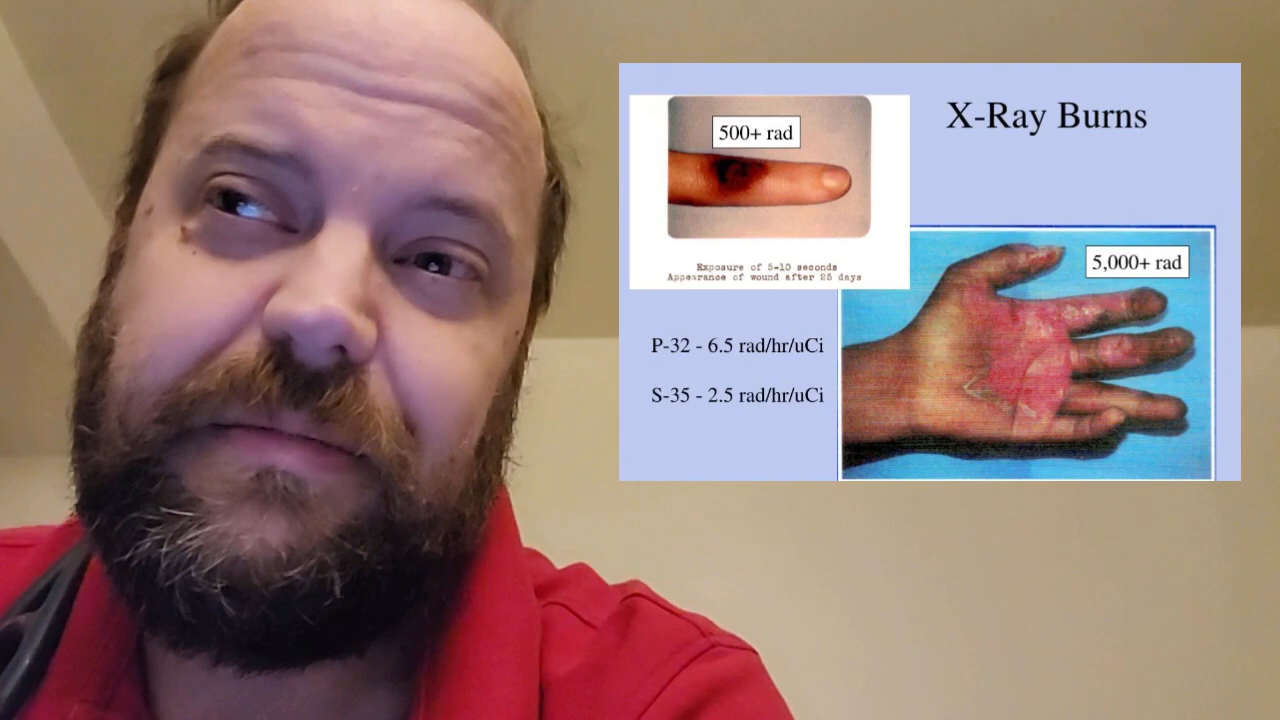 X-Ray Burns
500+ rad
Exposure of 5-10 seconds
Appearance of wound after 25 days
5,000+ rad
P-32 - 6.5 rad/hr/uCi
S-35 - 2.5 rad/hr/uCi